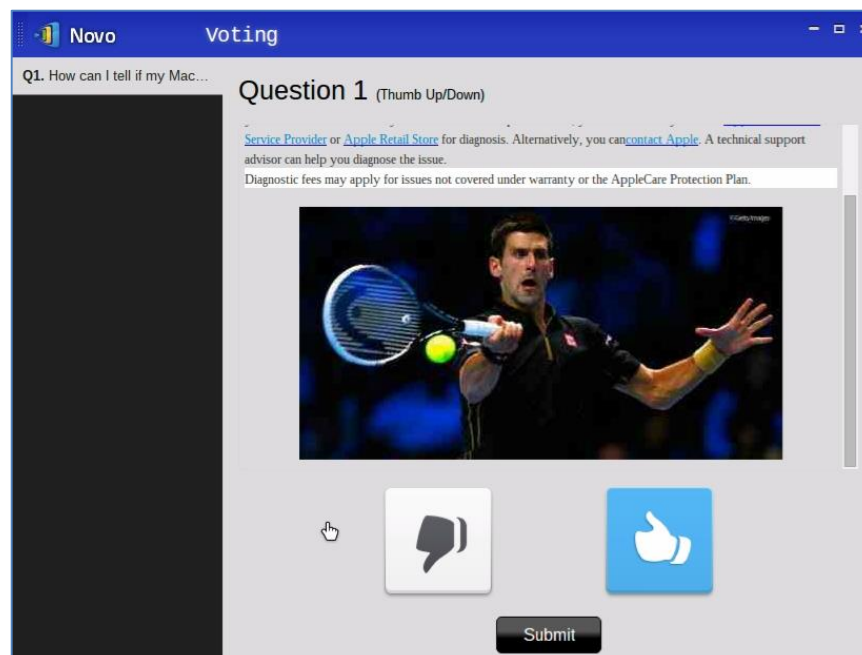 Novo
Voting
Q1. How can I tell if my Mac...
Question 1 (Thumb Up/Down)
Service Provider or Apple Retail Store for diagnosis. Alternatively, you cancontact Apple. A technical support
advisor can help you diagnose the issue.
Diagnostic fees may apply for issues not covered under warranty or the AppleCare Protection Plan.
©Getty Images
Submit